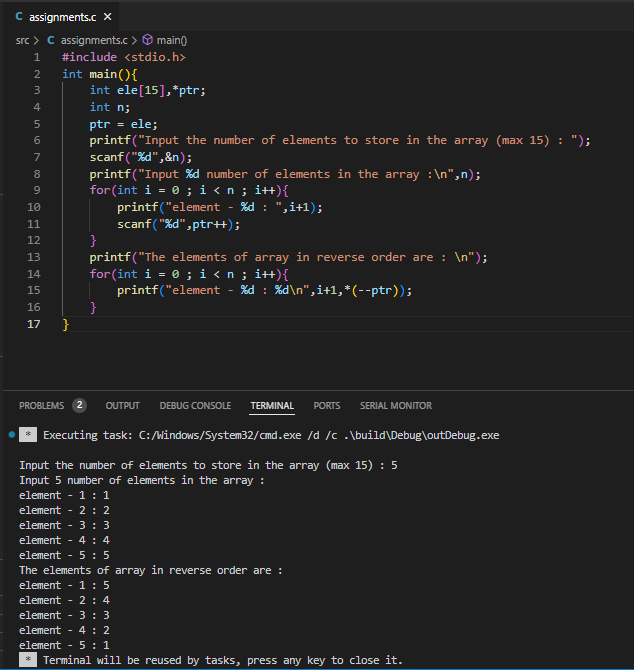 C assignments.c ×
src > C assignments.c > main()
1 #include <stdio.h>
2 int main(){
3 int ele[15],*ptr;
4 int n;
5 ptr = ele;
6 printf("Input the number of elements to store in the array (max 15) : ");
7 scanf("%d",&n);
8 printf("Input %d number of elements in the array :\n",n);
9 for(int i = 0 ; i < n ; i++){
10 printf("element - %d : ",i+1);
11 scanf("%d",ptr++);
12 }
13 printf("The elements of array in reverse order are : \n");
14 for(int i = 0 ; i < n ; i++){
15 printf("element - %d : %d\n",i+1,*(--ptr));
16 }
17 }
PROBLEMS 2 OUTPUT DEBUG CONSOLE TERMINAL PORTS SERIAL MONITOR
* Executing task: C:/Windows/System32/cmd.exe /d /c .\build\Debug\outDebug.exe
Input the number of elements to store in the array (max 15) : 5
Input 5 number of elements in the array :
element - 1 : 1
element - 2 : 2
element - 3 : 3
element - 4 : 4
element - 5 : 5
The elements of array in reverse order are :
element - 1 : 5
element - 2 : 4
element - 3 : 3
element - 4 : 2
element - 5 : 1
* Terminal will be reused by tasks, press any key to close it.